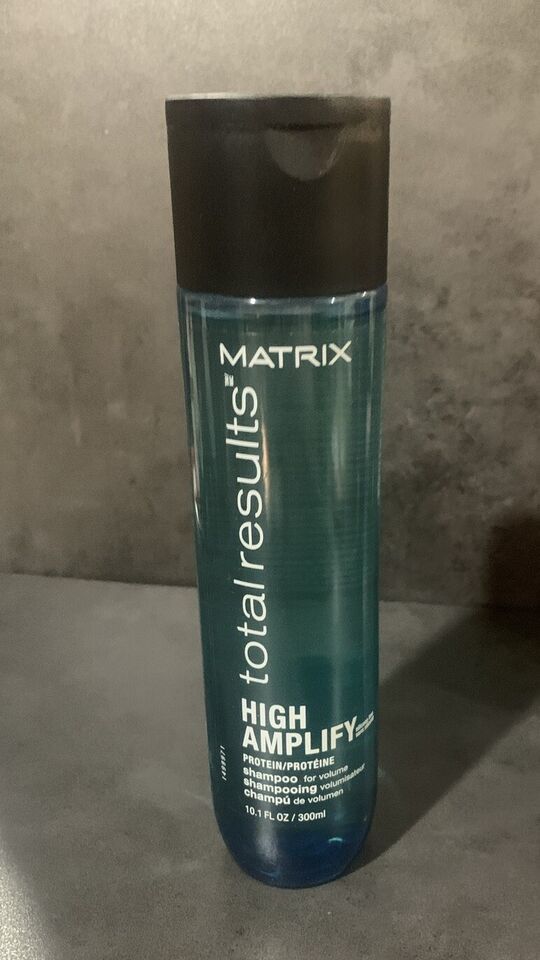 MATRIX
total results™
HIGH
AMPLIFY
PROTEIN/PROTÉINE
shampoo for volume
shampooing volumisateur
champú de volumen
10.1 FL OZ / 300ml